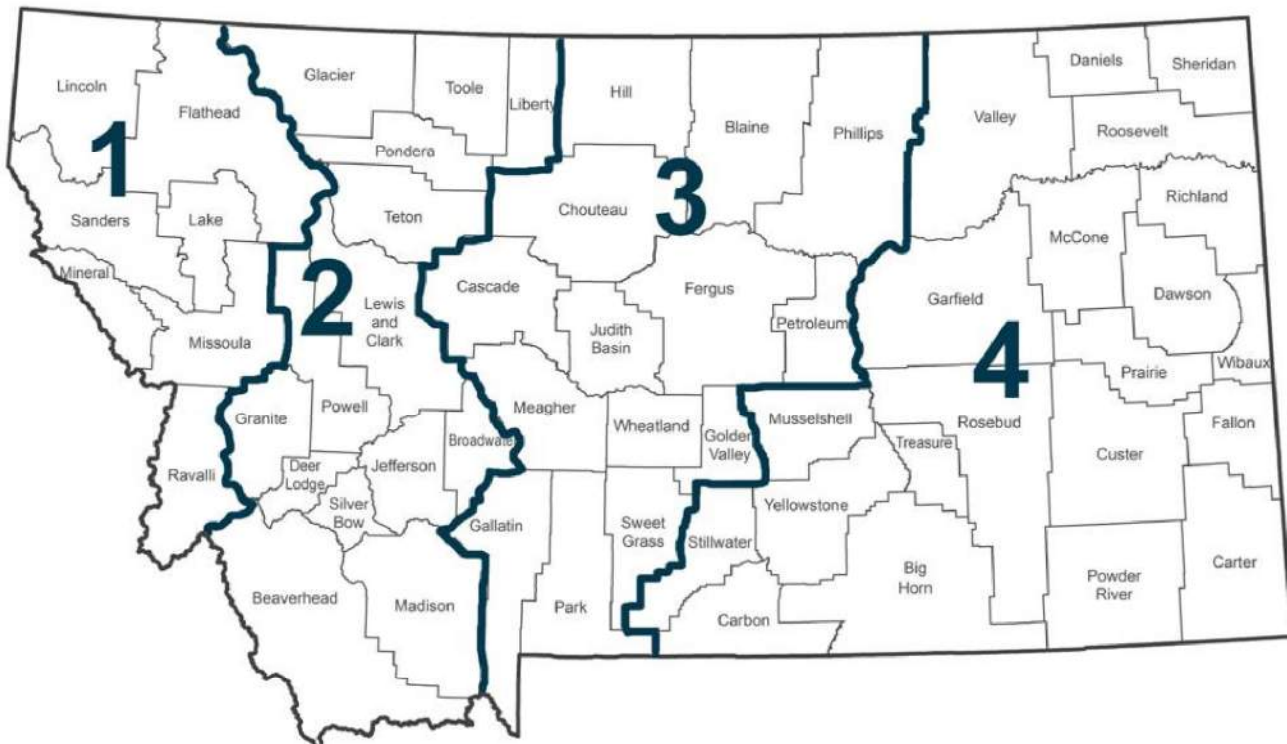 Lincoln
Flathead
1
Sanders
Lake
Mineral
Missoula
Ravalli
Glacier
Toole
Liberty
Pondera
Teton
2
Lewis
and
Clark
Granite
Powell
Broadwater
Deer
Lodge
Jefferson
Silver
Bow
Beaverhead
Madison
Hill
Blaine
Phillips
3
Chouteau
Cascade
Fergus
Judith
Basin
Petroleum
Meagher
Wheatland
Golden
Valley
Gallatin
Sweet
Grass
Park
Daniels
Sheridan
Valley
Roosevelt
Richland
McCone
Garfield
Dawson
4
Prairie
Wibaux
Musselshell
Rosebud
Treasure
Custer
Fallon
Yellowstone
Stillwater
Big
Horn
Powder
River
Carter
Carbon